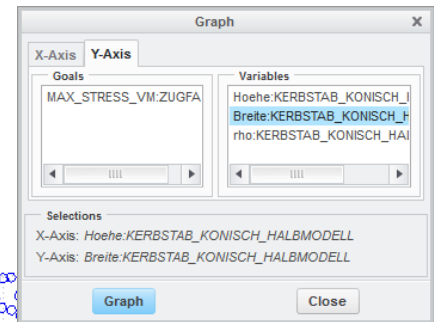 Graph
X-Axis Y-Axis
Goals
MAX_STRESS_VM:ZUGFA
Variables
Hoehe:KERBSTAB_KONISCH_
Breite:KERBSTAB_KONISCH_H
rho:KERBSTAB_KONISCH_HAL
Selections
X-Axis: Hoehe:KERBSTAB_KONISCH_HALBMODELL
Y-Axis: Breite:KERBSTAB_KONISCH_HALBMODELL
Graph Close